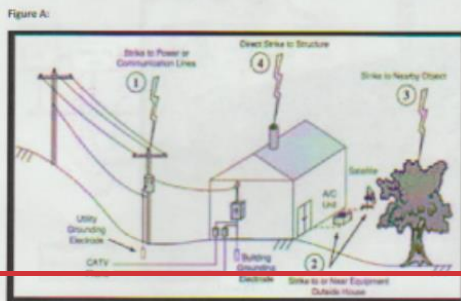 Figure A:
Direct Strike to Structure
4
Strike to Power or
Communication Lines
1
Strike to Nearby Object
3
Satellite
A/C
Unit
Utility
Grounding
Electrode
CATV
Building
Grounding
Electrode
2
Strike to or Near Equipment
Outside House